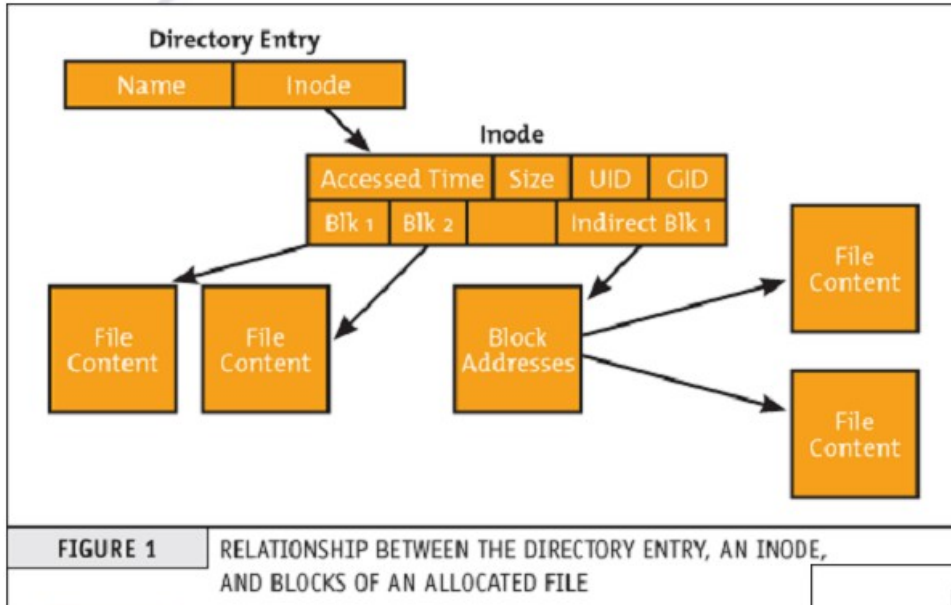 Directory Entry
Name Inode
Inode
Accessed Time Size UID GID
Blk 1 Blk 2 Indirect Blk 1
File
Content
File
Content
Block
Addresses
File
Content
File
Content
FIGURE 1
RELATIONSHIP BETWEEN THE DIRECTORY ENTRY, AN INODE,
AND BLOCKS OF AN ALLOCATED FILE